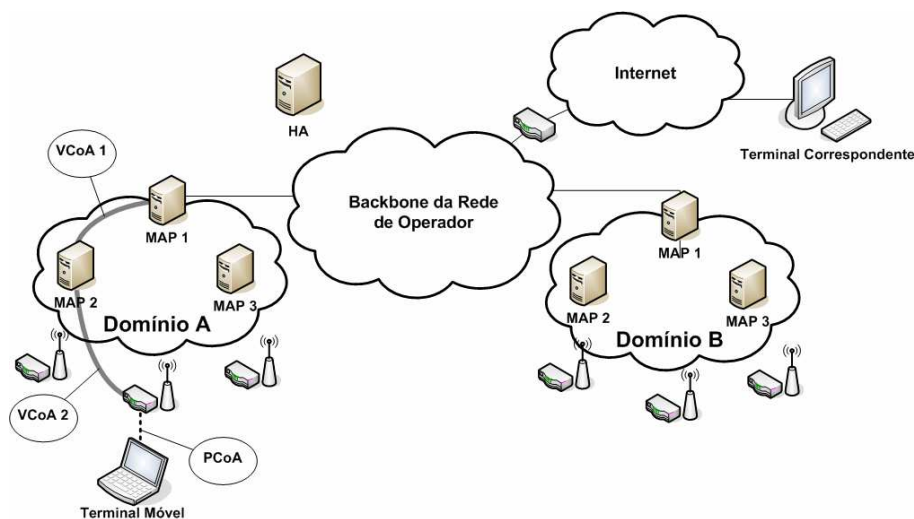 Internet
HA
Terminal Correspondente
VCoA 1
Backbone da Rede
de Operador
MAP 1
MAP 1
MAP 2
MAP 3
MAP 2
MAP 3
Domínio A
Domínio B
VCoA 2
PCoA
Terminal Móvel